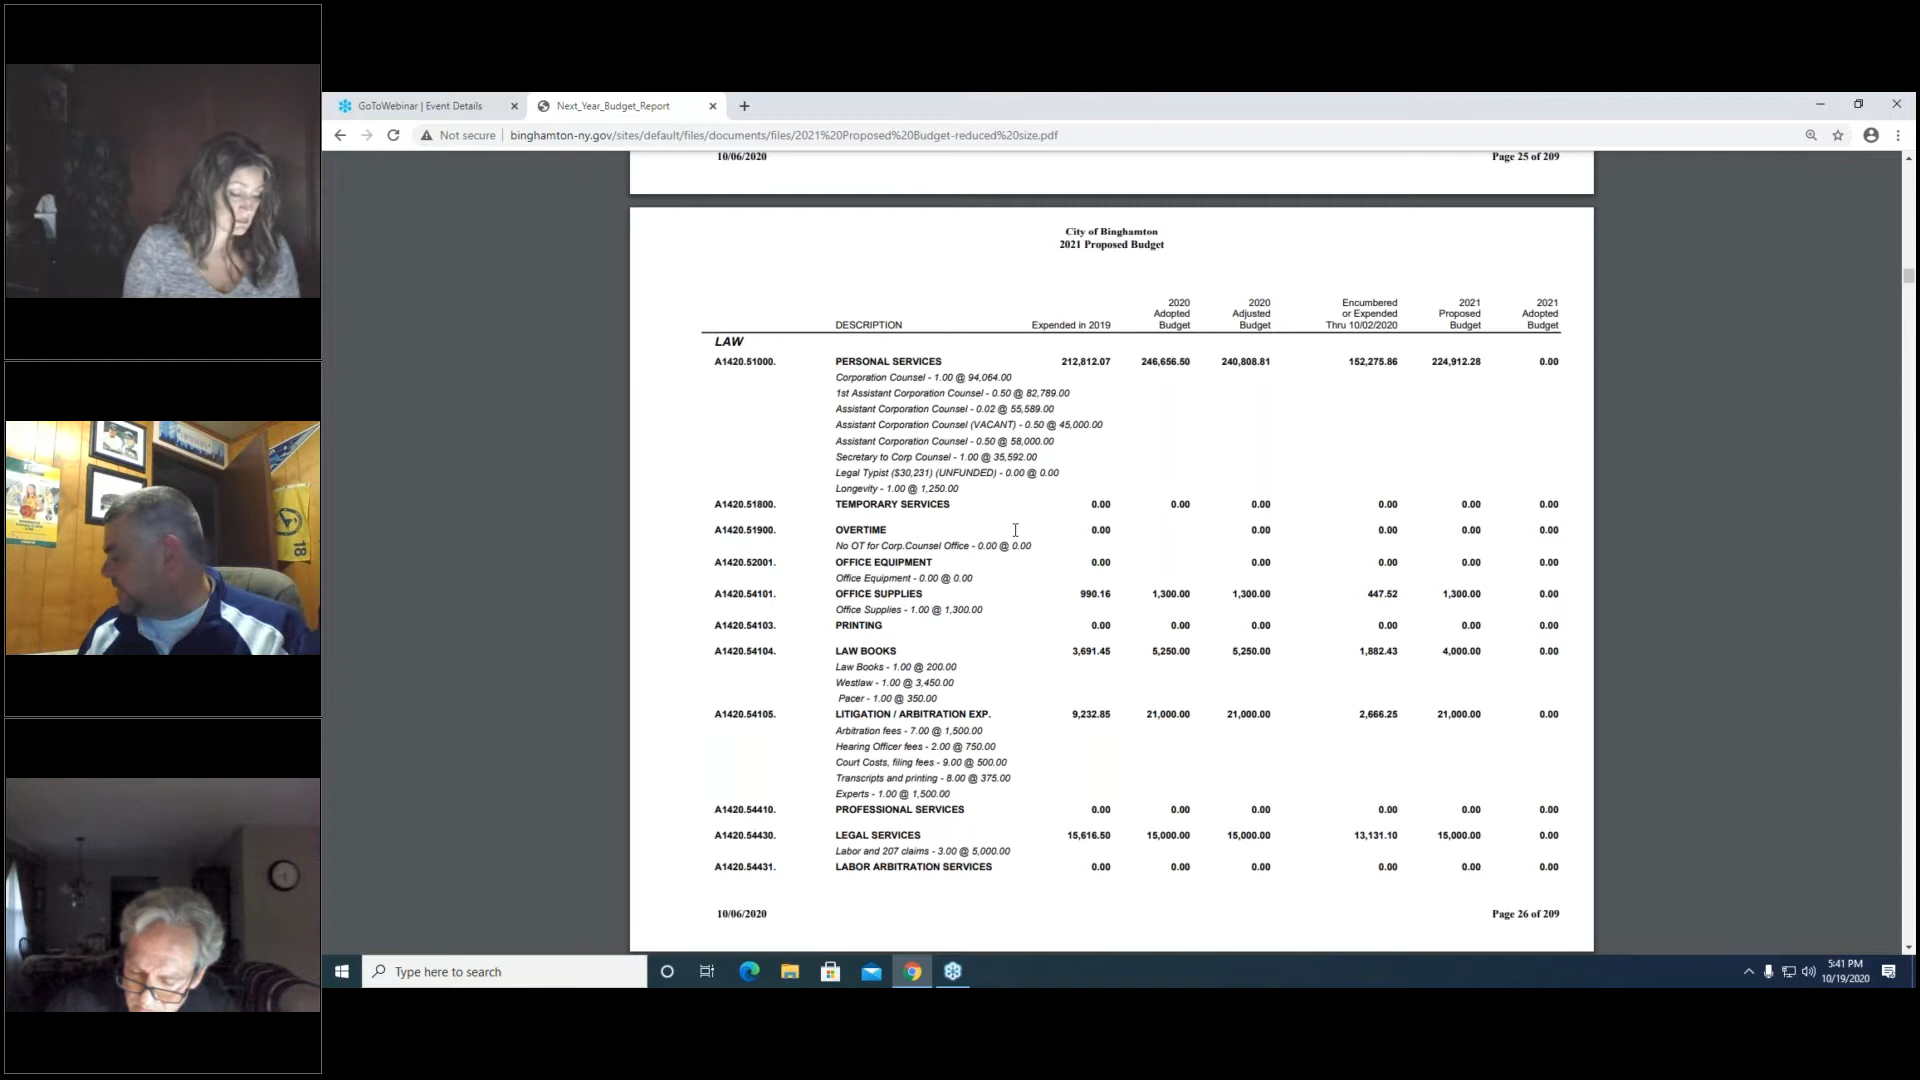 GoToWebinar | Event Details
Next_Year_Budget_Report
Not secure | binghamton-ny.gov/sites/default/files/documents/files/2021%20Proposed%20Budget-reduced%20size.pdf
10/06/2020 Page 25 of 209
City of Binghamton
2021 Proposed Budget
2020 2020 Encumbered 2021 2021
Adopted Adjusted or Expended Proposed Adopted
DESCRIPTION Expended in 2019 Budget Budget Thru 10/02/2020 Budget Budget
LAW
A1420.51000. PERSONAL SERVICES 212,812.07 246,656.50 240,808.81 152,275.86 224,912.28 0.00
Corporation Counsel - 1.00 @ 94,064.00
1st Assistant Corporation Counsel - 0.50 @ 82,789.00
Assistant Corporation Counsel - 0.02 @ 55,589.00
Assistant Corporation Counsel (VACANT) - 0.50 @ 45,000.00
Assistant Corporation Counsel - 0.50 @ 58,000.00
Secretary to Corp Counsel - 1.00 @ 35,592.00
Legal Typist ($30,231) (UNFUNDED) - 0.00 @ 0.00
Longevity - 1.00 @ 1,250.00
A1420.51800. TEMPORARY SERVICES 0.00 0.00 0.00 0.00 0.00 0.00
A1420.51900. OVERTIME 0.00 0.00 0.00 0.00 0.00
No OT for Corp.Counsel Office - 0.00 @ 0.00
A1420.52001. OFFICE EQUIPMENT 0.00 0.00 0.00 0.00 0.00
Office Equipment - 0.00 @ 0.00
A1420.54101. OFFICE SUPPLIES 990.16 1,300.00 1,300.00 447.52 1,300.00 0.00
Office Supplies - 1.00 @ 1,300.00
A1420.54103. PRINTING 0.00 0.00 0.00 0.00 0.00 0.00
A1420.54104. LAW BOOKS 3,691.45 5,250.00 5,250.00 1,882.43 4,000.00 0.00
Law Books - 1.00 @ 200.00
Westlaw - 1.00 @ 3,450.00
Pacer - 1.00 @ 350.00
A1420.54105. LITIGATION / ARBITRATION EXP. 9,232.85 21,000.00 21,000.00 2,666.25 21,000.00 0.00
Arbitration fees - 7.00 @ 1,500.00
Hearing Officer fees - 2.00 @ 750.00
Court Costs, filing fees - 9.00 @ 500.00
Transcripts and printing - 8.00 @ 375.00
Experts - 1.00 @ 1,500.00
A1420.54410. PROFESSIONAL SERVICES 0.00 0.00 0.00 0.00 0.00 0.00
A1420.54430. LEGAL SERVICES 15,616.50 15,000.00 15,000.00 13,131.10 15,000.00 0.00
Labor and 207 claims - 3.00 @ 5,000.00
A1420.54431. LABOR ARBITRATION SERVICES 0.00 0.00 0.00 0.00 0.00 0.00
10/06/2020 Page 26 of 209
Type here to search
5:41 PM
10/19/2020
18